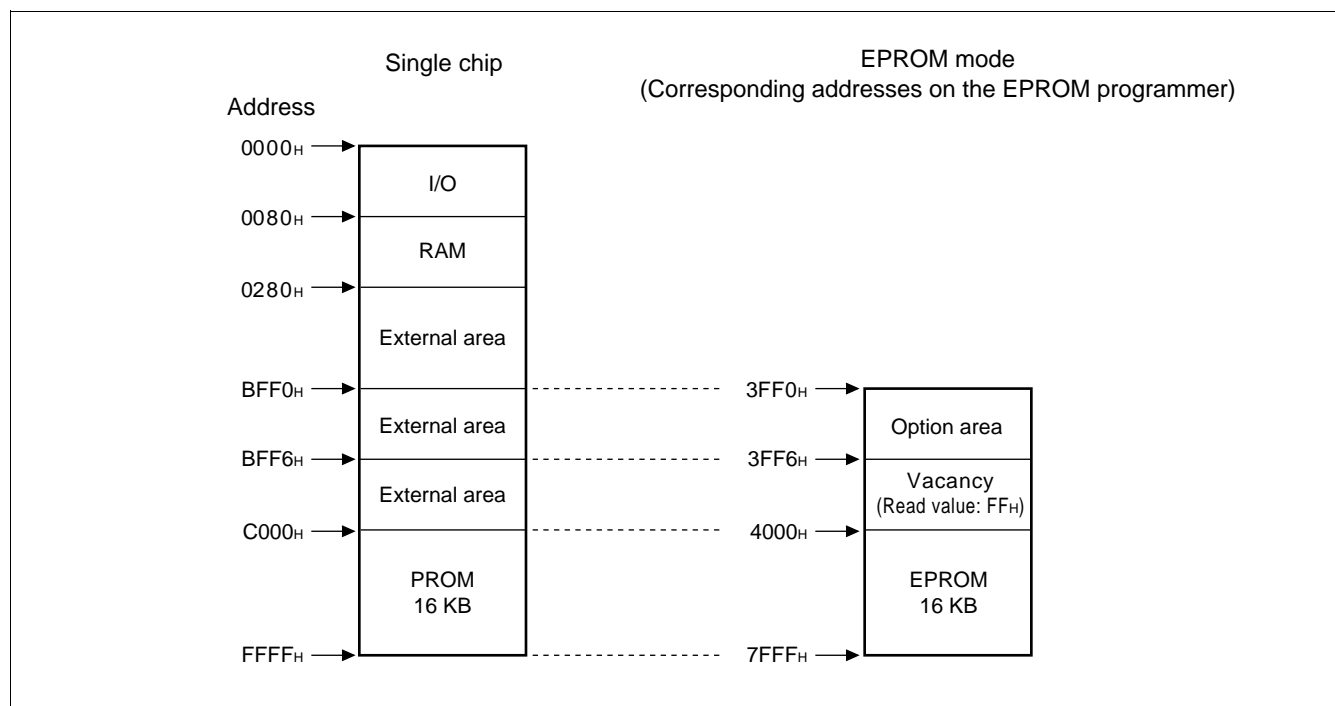 Single chip
EPROM mode
(Corresponding addresses on the EPROM programmer)
Address
0000H
I/O
0080H
RAM
0280H
External area
BFF0H
3FF0H
External area
Option area
BFF6H
3FF6H
External area
Vacancy
(Read value: FFH)
C000H
4000H
PROM
16 KB
EPROM
16 KB
FFFFH
7FFFH